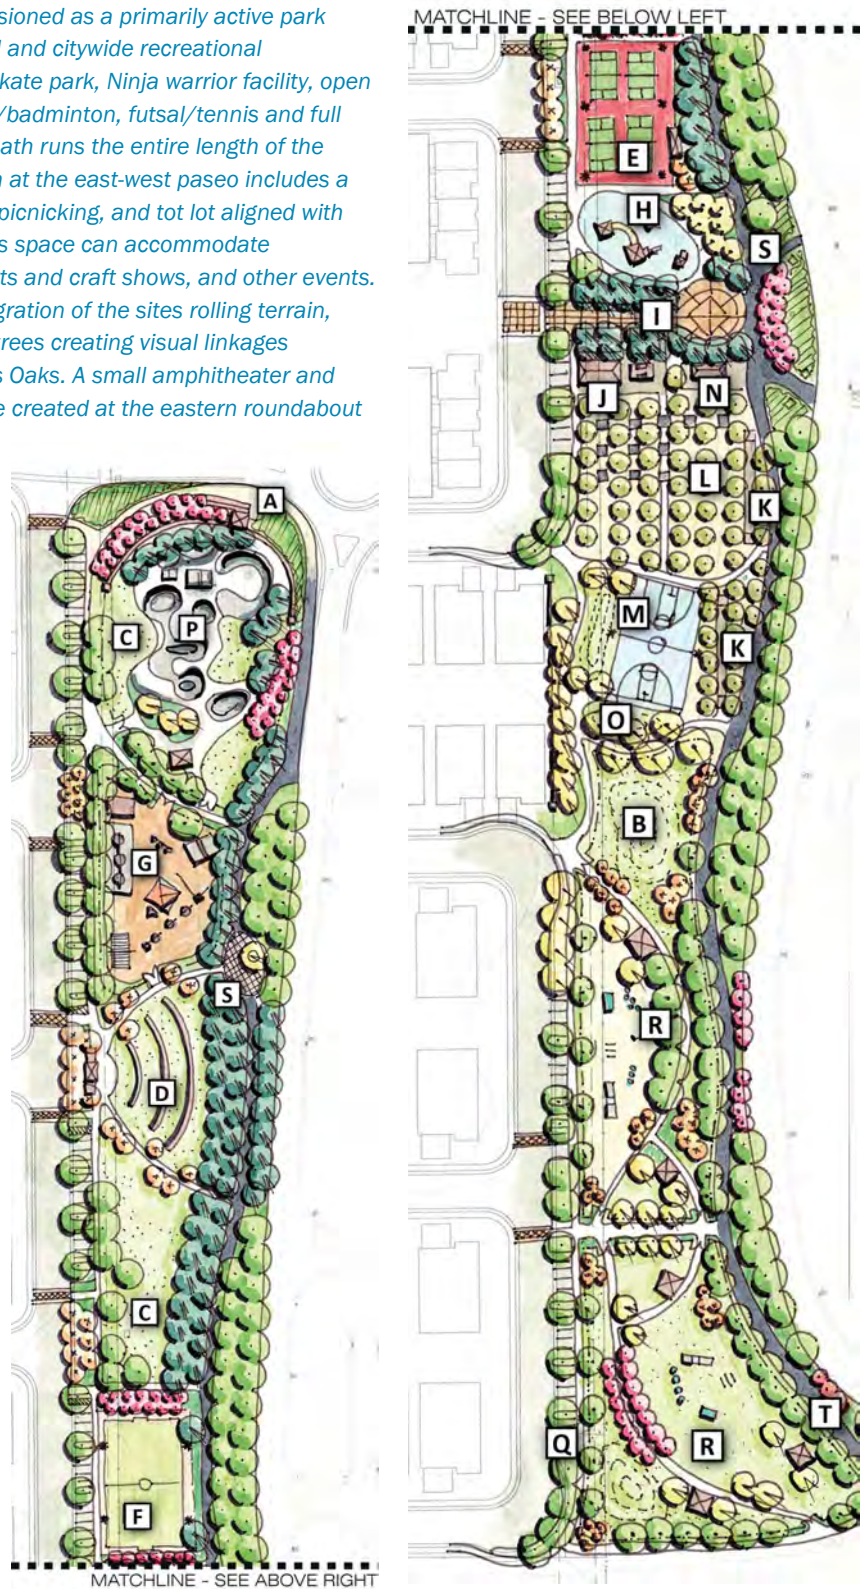 sioned as a primarily active park
l and citywide recreational
kate park, Ninja warrior facility, open
/badminton, futsal/tennis and full
ath runs the entire length of the
n at the east-west paseo includes a
picnicking, and tot lot aligned with
s space can accommodate
ts and craft shows, and other events.
gration of the sites rolling terrain,
rees creating visual linkages
s Oaks. A small amphitheater and
e created at the eastern roundabout
A
C
P
G
S
D
C
F
MATCHLINE - SEE ABOVE RIGHT
MATCHLINE - SEE BELOW LEFT
E
H
S
I
J
N
L
K
M
K
O
B
R
T
Q
R